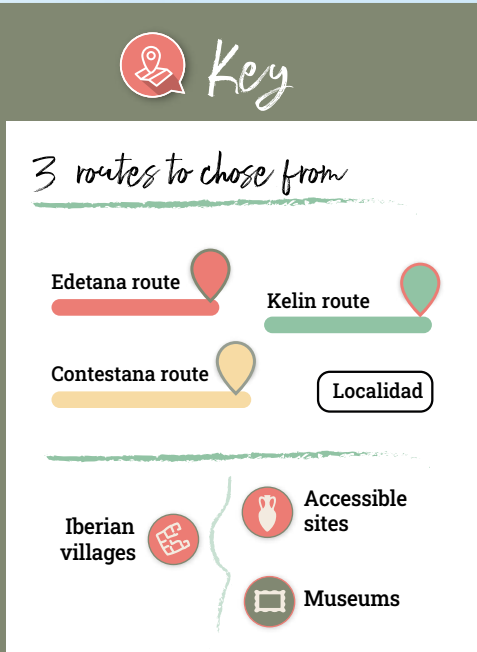 Key
3 routes to chose from
Edetana route
Kelin route
Contestana route
Localidad
Iberian
villages
Accessible
sites
Museums